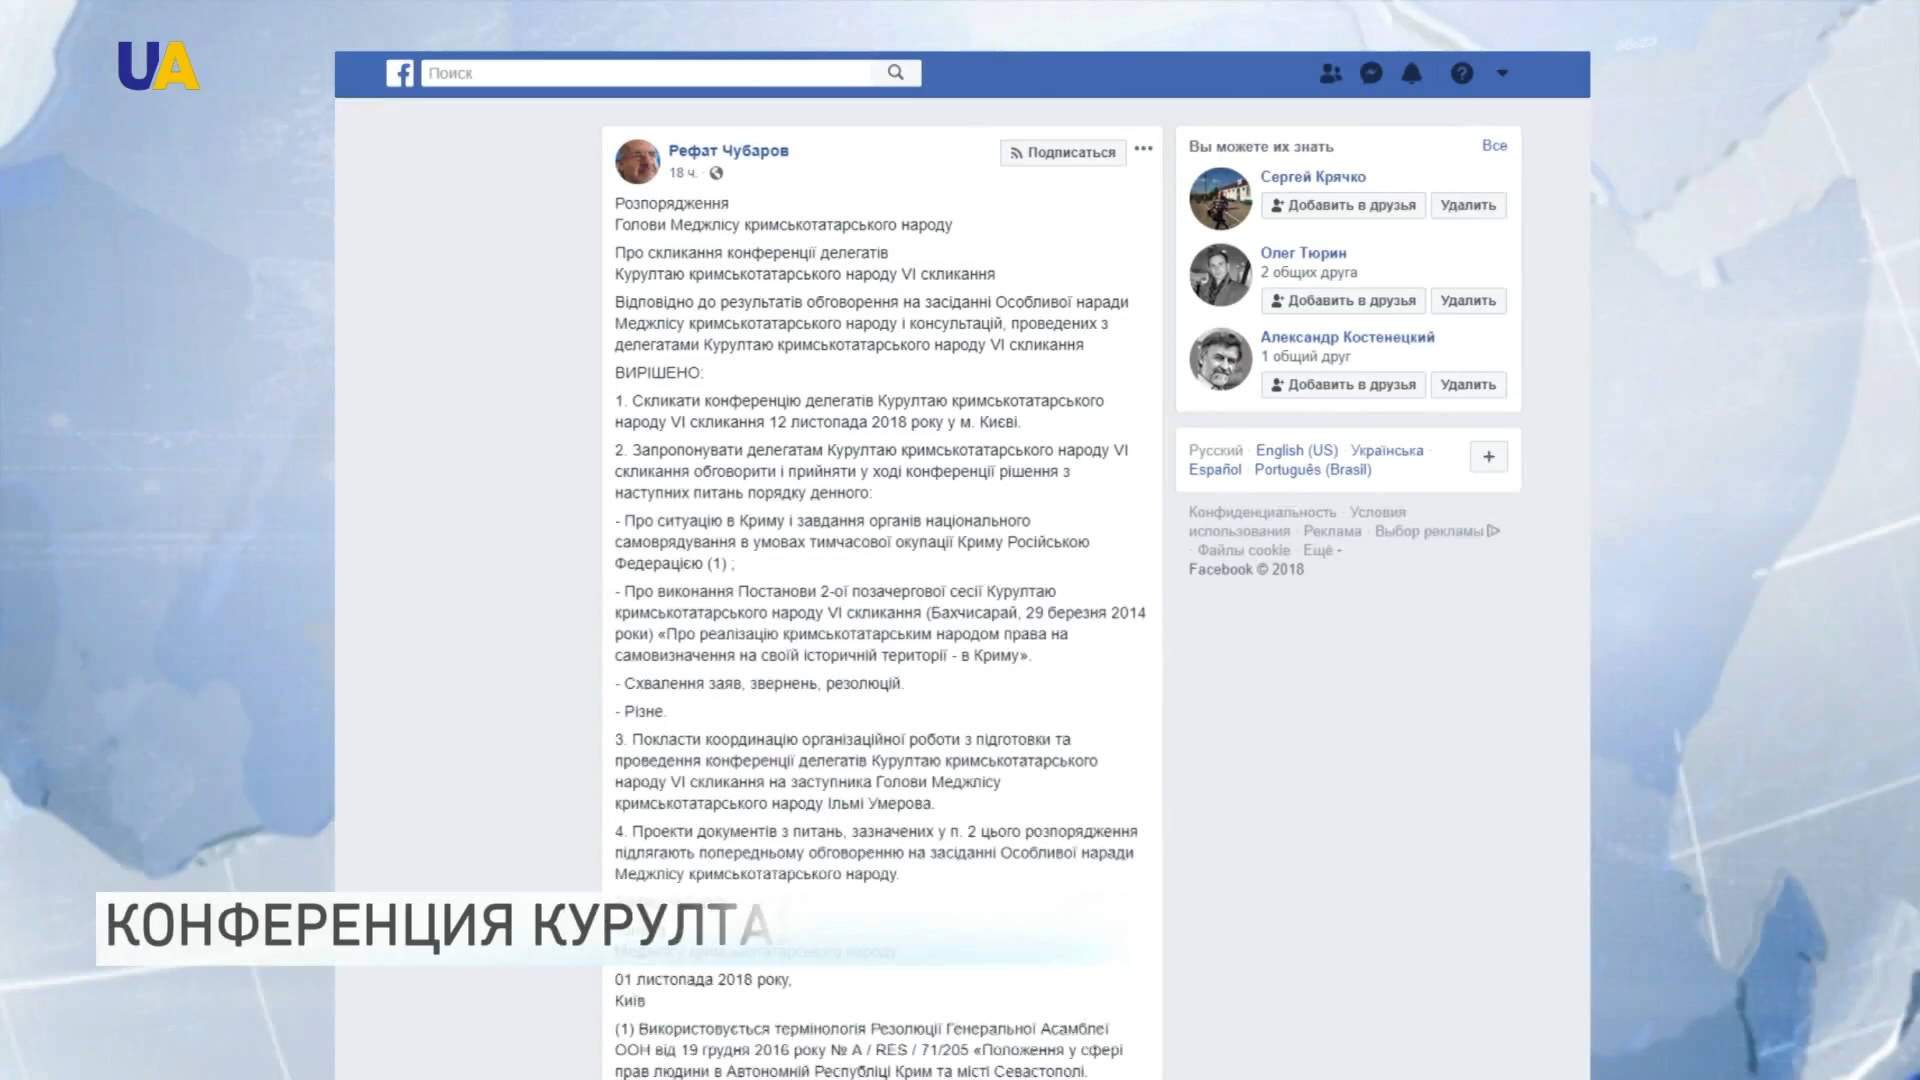 UA
Поиск
Рефат Чубаров
18 ч.
Подписаться
Розпорядження
Голови Меджлісу кримськотатарського народу
Про скликання конференції делегатів
Курултаю кримськотатарського народу VI скликання
Відповідно до результатів обговорення на засіданні Особливої наради
Меджлісу кримськотатарського народу і консультацій, проведених з
делегатами Курултаю кримськотатарського народу VI скликання
ВИРІШЕНО:
1. Скликати конференцію делегатів Курултаю кримськотатарського
народу VI скликання 12 листопада 2018 року у м. Києві.
2. Запропонувати делегатам Курултаю кримськотатарського народу VI
скликання обговорити і прийняти у ході конференції рішення з
наступних питань порядку денного:
- Про ситуацію в Криму і завдання органів національного
самоврядування в умовах тимчасової окупації Криму Російською
Федерацією (1) ;
- Про виконання Постанови 2-ої позачергової сесії Курултаю
кримськотатарського народу VI скликання (Бахчисарай, 29 березня 2014
роки) «Про реалізацію кримськотатарським народом права на
самовизначення на своїй історичній території - в Криму».
- Схвалення заяв, звернень, резолюцій.
- Різне.
3. Покласти координацію організаційної роботи з підготовки та
проведення конференції делегатів Курултаю кримськотатарського
народу VI скликання на заступника Голови Меджлісу
кримськотатарського народу Ільмі Умерова.
4. Проекти документів з питань, зазначених у п. 2 цього розпорядження
підлягають попередньому обговоренню на засіданні Особливої наради
Меджлісу кримськотатарського народу.
Меджлісу кримськотатарського народу
01 листопада 2018 року,
Київ
(1) Використовується термінологія Резолюції Генеральної Асамблеї
ООН від 19 грудня 2016 року № A / RES / 71/205 «Положення у сфері
прав людини в Автономній Республіці Крим та місті Севастополі.
Вы можете их знать
Все
Сергей Крячко
Добавить в друзья Удалить
Олег Тюрин
2 общих друга
Добавить в друзья Удалить
Александр Костенецкий
1 общий друг
Добавить в друзья Удалить
Русский · English (US) · Українська ·
Español · Português (Brasil)
Конфиденциальность · Условия
использования · Реклама · Выбор рекламы
· Файлы cookie · Ещё
Facebook © 2018
КОНФЕРЕНЦИЯ КУРУЛТА